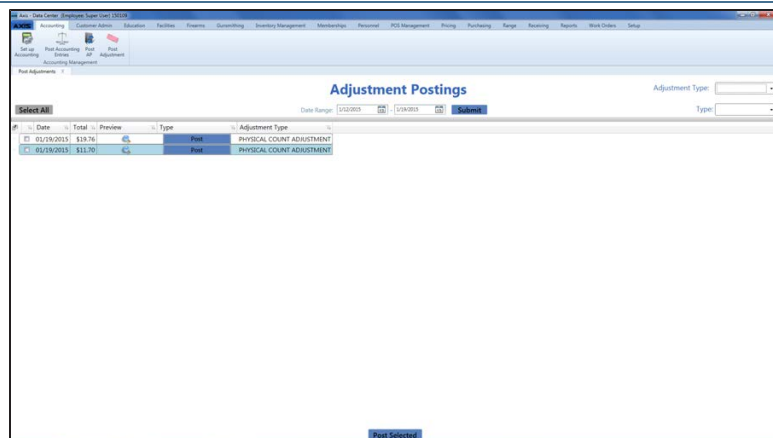 Axis - Data Center (Employee: Super User) 150109
AXIS Accounting Customer Admin Education Facilities Firearms Gunsmithing Inventory Management Memberships Personnel POS Management Pricing Purchasing Range Receiving Reports Work Orders Setup
Set up Accounting Post Accounting Entries Post AP Post Adjustment
Accounting Management
Post Adjustments
Adjustment Postings
Adjustment Type:
Select All Date Range: 1/12/2015 - 1/19/2015 Submit Type:
Date Total Preview Type Adjustment Type
01/19/2015 $19.76 Post PHYSICAL COUNT ADJUSTMENT
01/19/2015 $11.70 Post PHYSICAL COUNT ADJUSTMENT
Post Selected